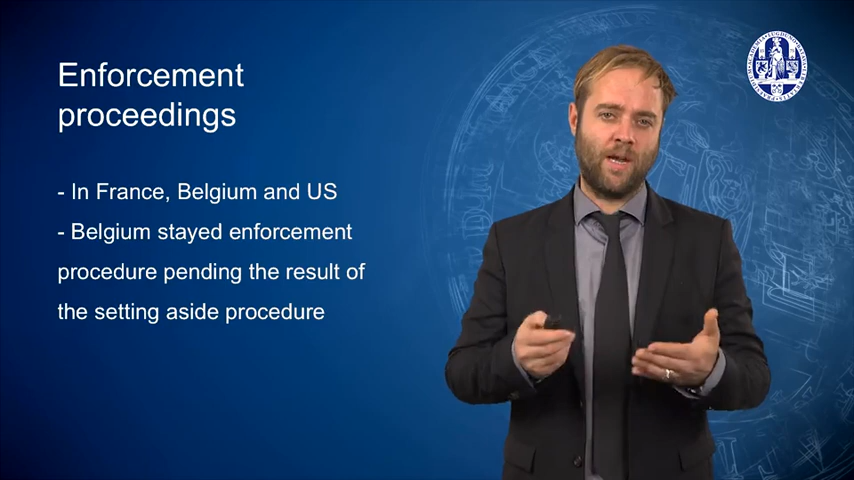 Enforcement
proceedings
- In France, Belgium and US
- Belgium stayed enforcement
procedure pending the result of
the setting aside procedure